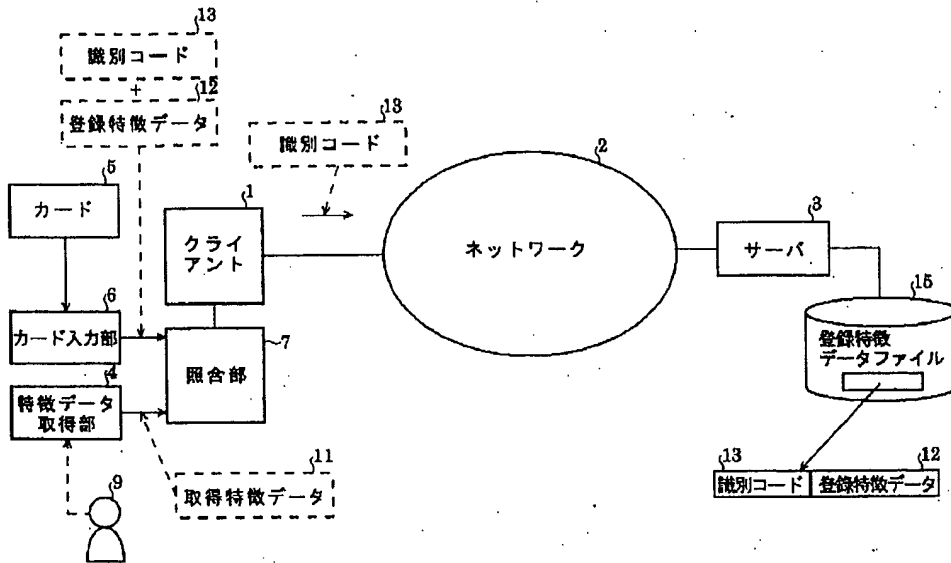 13
識別コード
+
12
登録特徴データ
5
カード
1
クライ
アント
13
識別コード
2
ネットワーク
3
サーバ
15
登録特徴
データファイル
6
カード入力部
7
照合部
4
特徴データ
取得部
11
取得特徴データ
9
13
識別コード
12
登録特徴データ